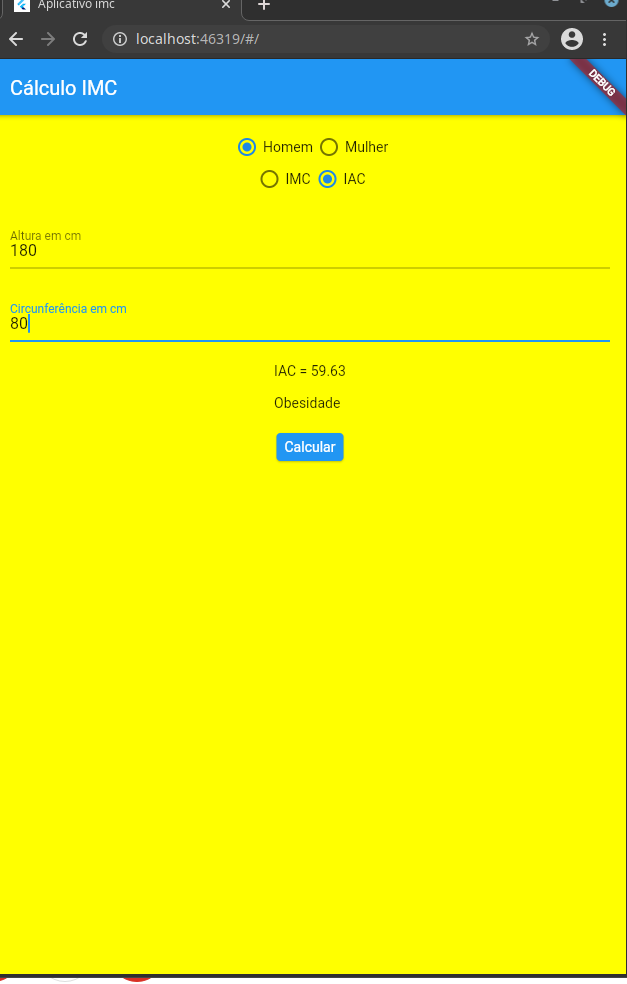 Aplicativo imc
localhost:46319/#/
Cálculo IMC
DEBUG
Homem Mulher
IMC IAC
Altura em cm
180
Circunferência em cm
80
IAC = 59.63
Obesidade
Calcular